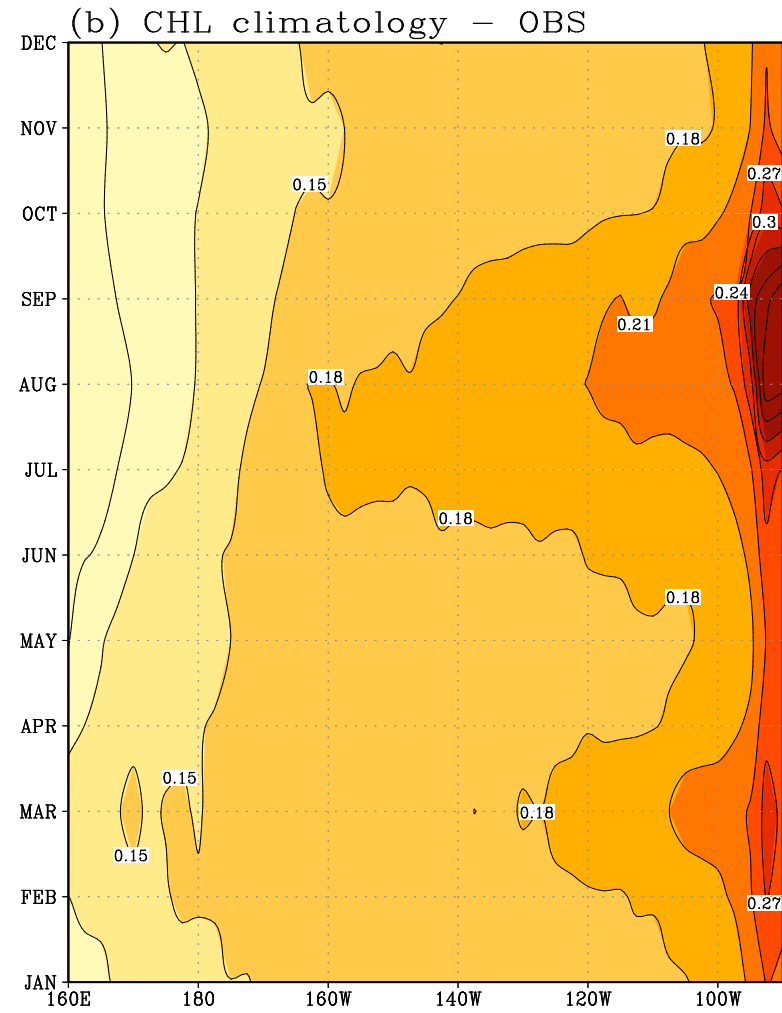 (b) CHL climatology – OBS
DEC
NOV
0.18
0.27
0.15
OCT
0.3
0.24
SEP
0.21
0.18
AUG
JUL
0.18
JUN
0.18
MAY
APR
0.15
MAR
0.18
0.15
FEB
0.27
JAN
160E 180 160W 140W 120W 100W